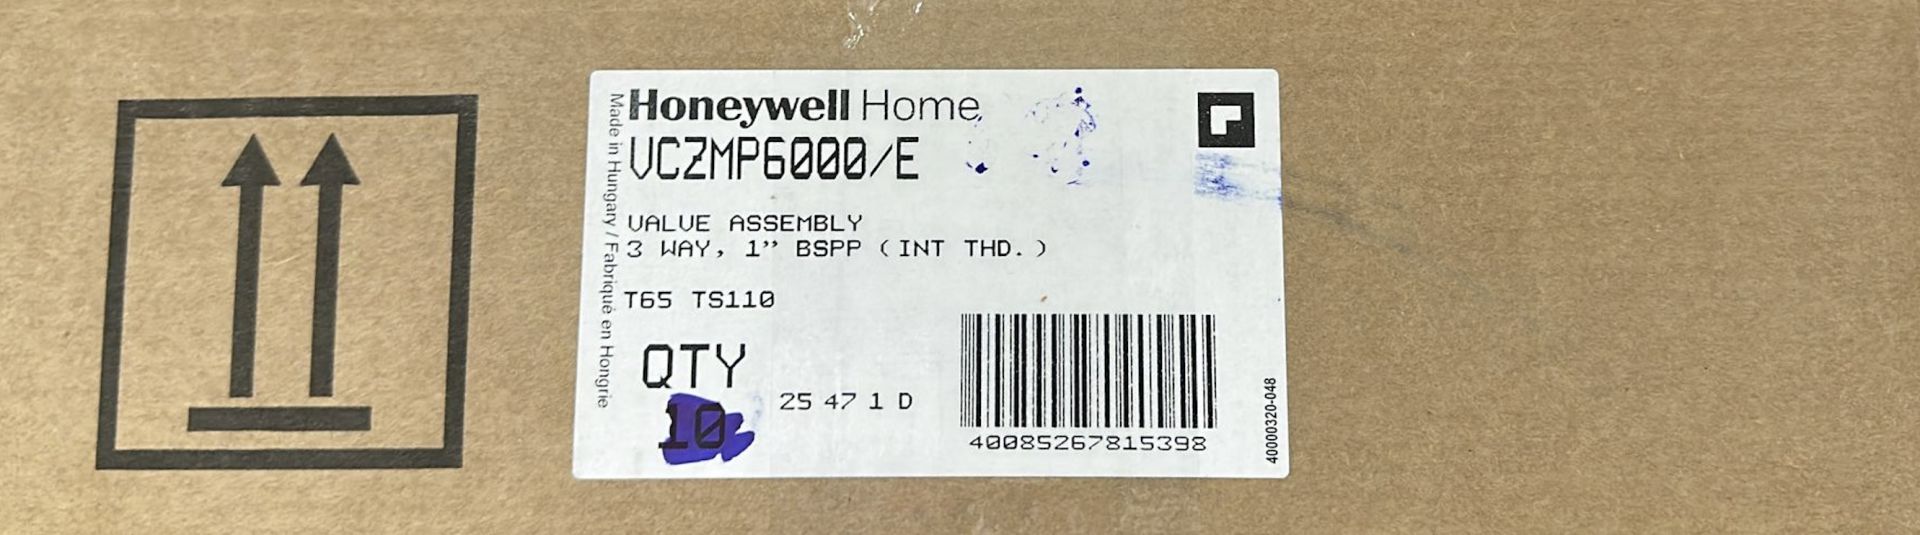 Honeywell Home
VCZMP6000/E
VALVE ASSEMBLY
3 WAY, 1” BSPP (INT THD.)
T65 TS110
QTY
10
25 47 1 D
40085267815398
Made in Hungary / Fabriqué en Hongrie
40000320-048